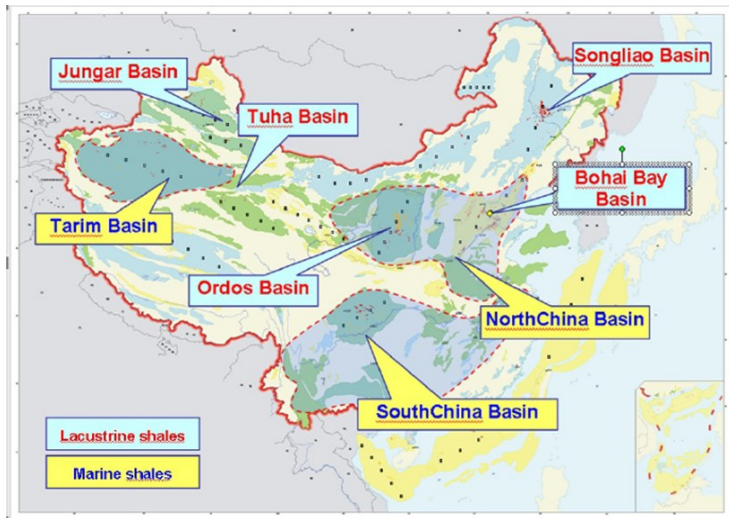 Songliao Basin
Jungar Basin
Tuha Basin
Bohai Bay
Basin
Tarim Basin
Ordos Basin
NorthChina Basin
SouthChina Basin
Lacustrine shales
Marine shales